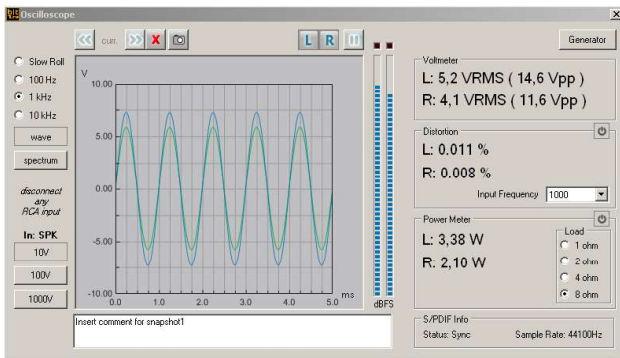 bit
Oscilloscope
curr.
L R
Generator
Slow Roll
100 Hz
1 kHz
10 kHz
wave
spectrum
disconnect
any
RCA input
In: SPK
10V
100V
1000V
V
10.00
5.00
0.00
-5.00
-10.00
0.0 1.0 2.0 3.0 4.0 5.0 ms
dBFS
Insert comment for snapshot1
Voltmeter
L: 5,2 VRMS ( 14,6 Vpp )
R: 4,1 VRMS ( 11,6 Vpp )
Distortion
L: 0.011 %
R: 0.008 %
Input Frequency 1000
Power Meter
L: 3,38 W
R: 2,10 W
Load
1 ohm
2 ohm
4 ohm
8 ohm
S/PDIF Info
Status: Sync Sample Rate: 44100Hz